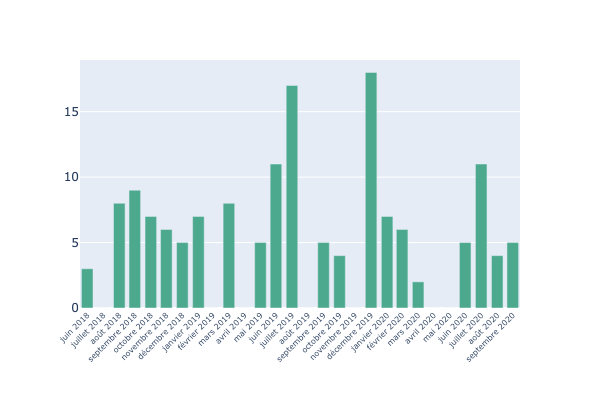 15
10
5
0
juin 2018
juillet 2018
août 2018
septembre 2018
octobre 2018
novembre 2018
décembre 2018
janvier 2019
février 2019
mars 2019
avril 2019
mai 2019
juin 2019
juillet 2019
août 2019
septembre 2019
octobre 2019
novembre 2019
décembre 2019
janvier 2020
février 2020
mars 2020
avril 2020
mai 2020
juin 2020
juillet 2020
août 2020
septembre 2020